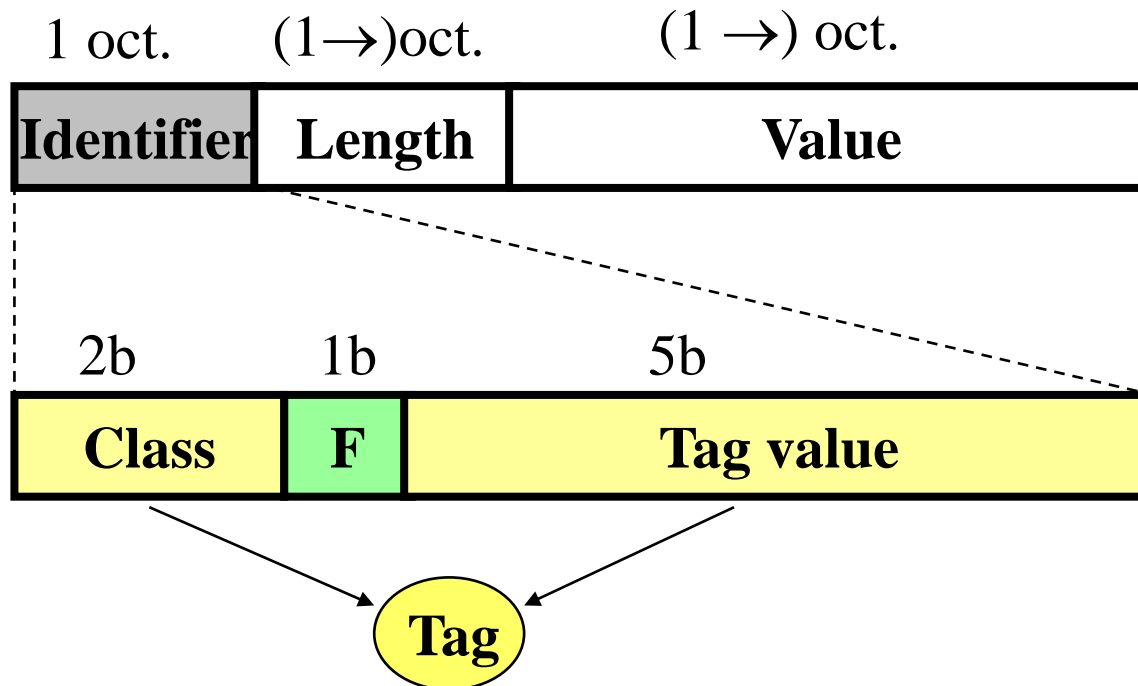 1 oct. (1→)oct. (1 →) oct.
Identifier Length Value
2b 1b 5b
Class F Tag value
Tag